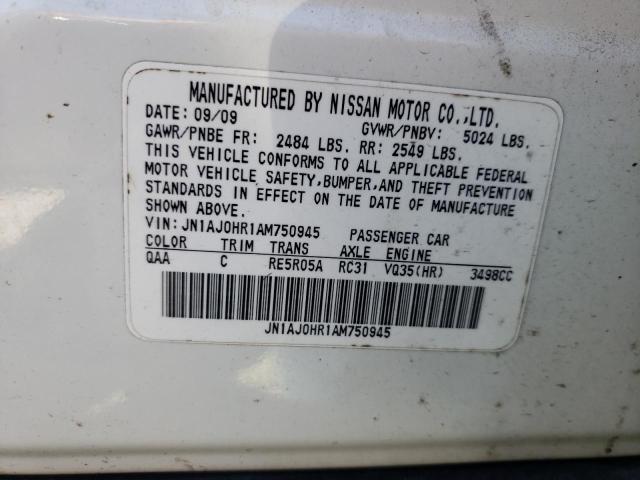 MANUFACTURED BY NISSAN MOTOR CO.,LTD.
DATE: 09/09 GVWR/PNBV: 5024 LBS.
GAWR/PNBE FR: 2484 LBS. RR: 2549 LBS.
THIS VEHICLE CONFORMS TO ALL APPLICABLE FEDERAL
MOTOR VEHICLE SAFETY,BUMPER,AND THEFT PREVENTION
STANDARDS IN EFFECT ON THE DATE OF MANUFACTURE
SHOWN ABOVE.
VIN: JN1AJ0HR1AM750945 PASSENGER CAR
COLOR TRIM TRANS AXLE ENGINE
QAA C RE5R05A RC31 VQ35(HR) 3498CC
JN1AJ0HR1AM750945